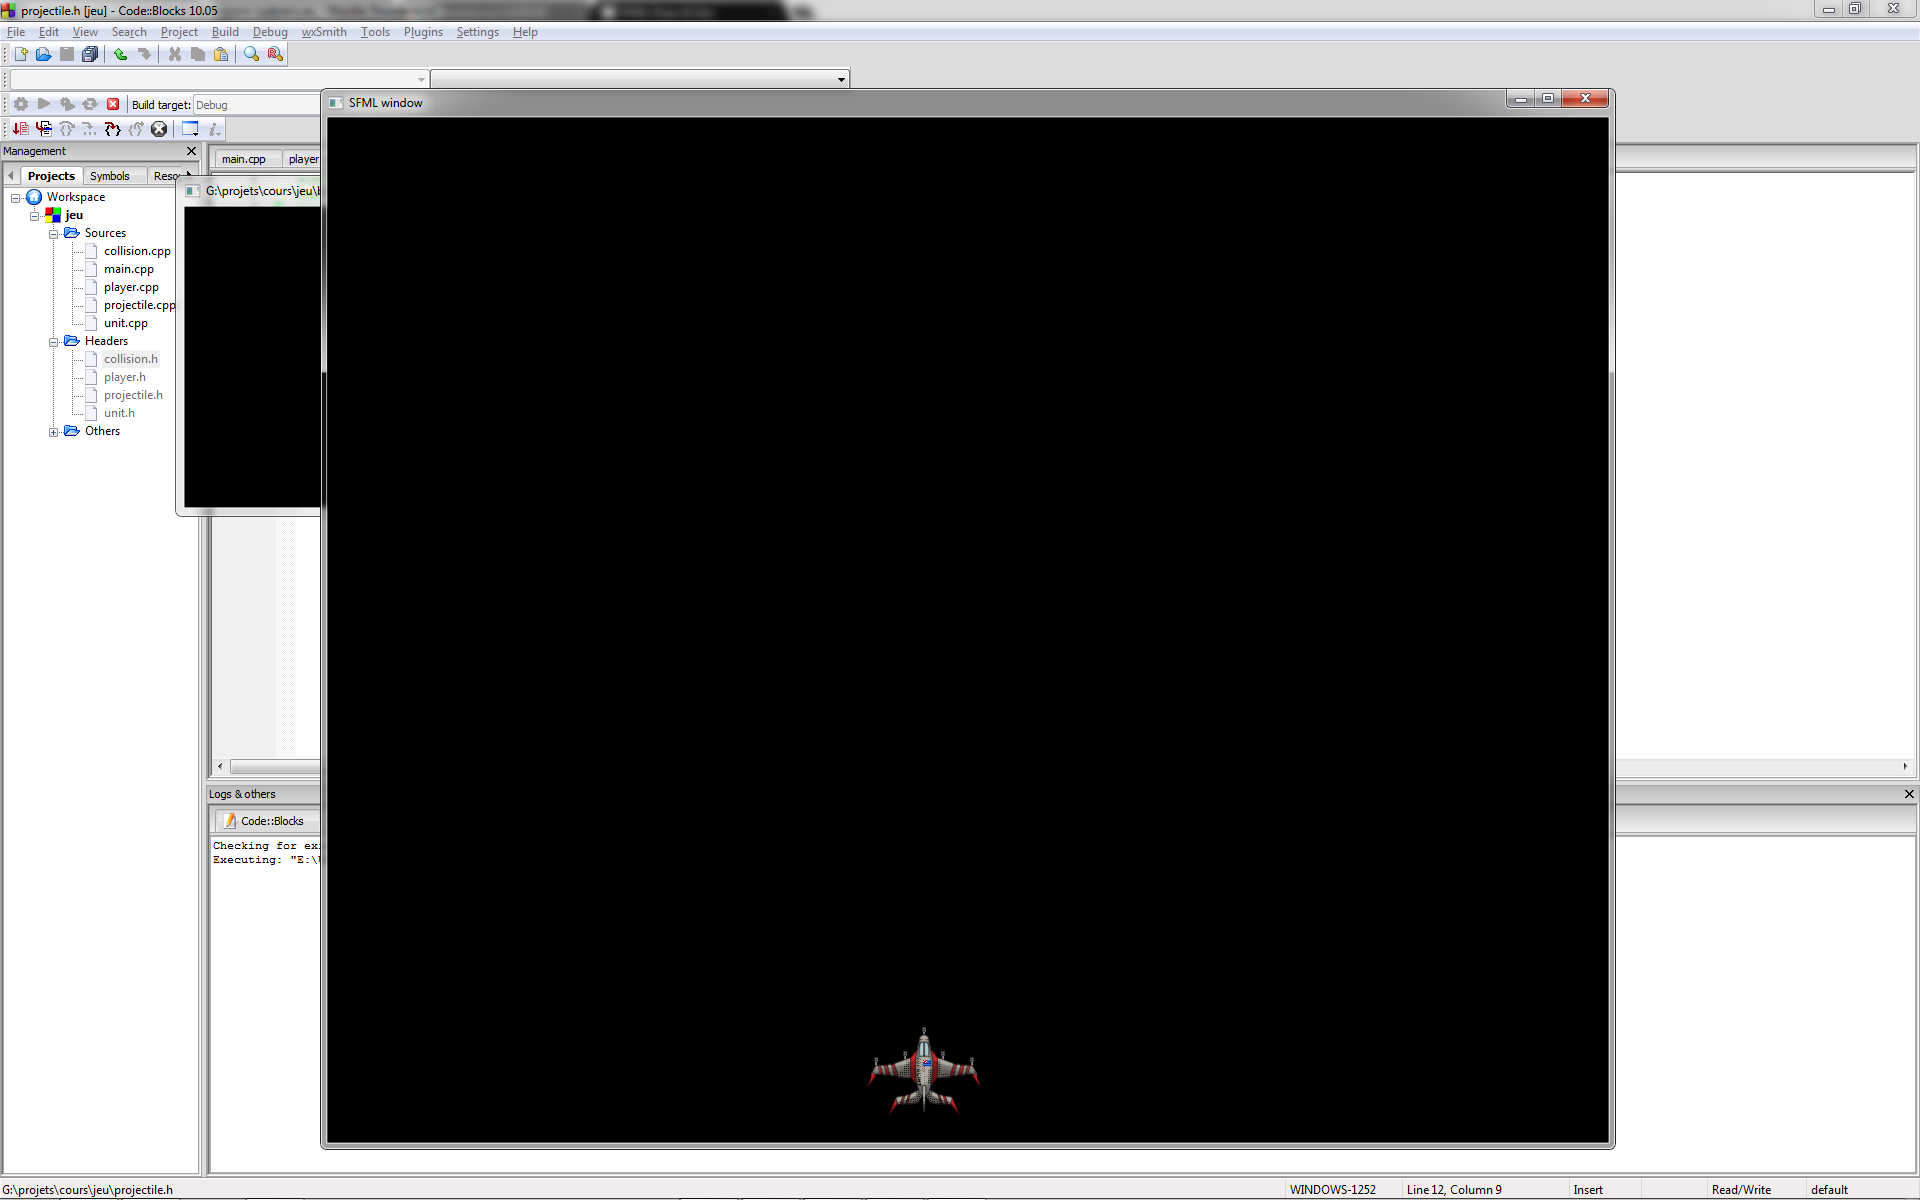 projectile.h [jeu] - Code::Blocks 10.05
File Edit View Search Project Build Debug wxSmith Tools Plugins Settings Help
Build target: Debug
SFML window
Management
Projects Symbols Reso
main.cpp player
G:\projets\cours\jeu\b
Workspace
jeu
Sources
collision.cpp
main.cpp
player.cpp
projectile.cpp
unit.cpp
Headers
collision.h
player.h
projectile.h
unit.h
Others
Logs & others
Code::Blocks
Checking for exi
Executing: "E:\
G:\projets\cours\jeu\projectile.h WINDOWS-1252 Line 12, Column 9 Insert Read/Write default